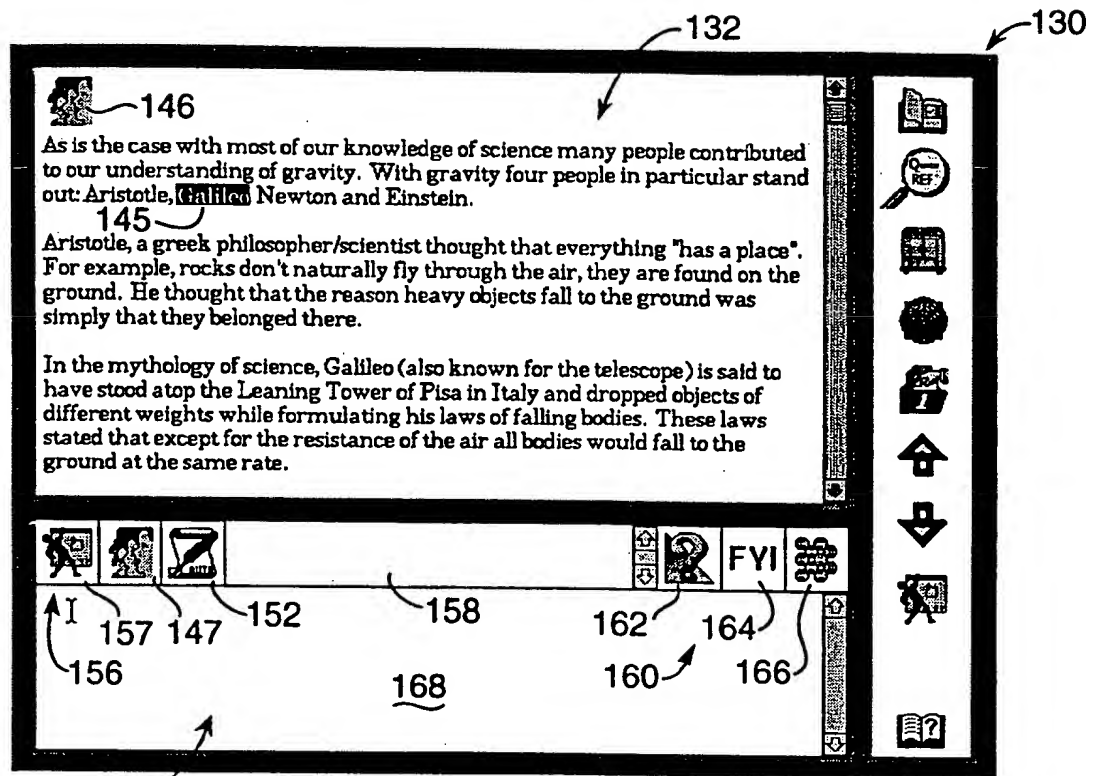 132
130
146
As is the case with most of our knowledge of science many people contributed
to our understanding of gravity. With gravity four people in particular stand
out: Aristotle, Galileo Newton and Einstein.
145
Aristotle, a greek philosopher/scientist thought that everything "has a place".
For example, rocks don't naturally fly through the air, they are found on the
ground. He thought that the reason heavy objects fall to the ground was
simply that they belonged there.
In the mythology of science, Galileo (also known for the telescope) is said to
have stood atop the Leaning Tower of Pisa in Italy and dropped objects of
different weights while formulating his laws of falling bodies. These laws
stated that except for the resistance of the air all bodies would fall to the
ground at the same rate.
Q
REF
1
AUTO
FYI
158
157 147 152 162 164
156 160 166
168
?